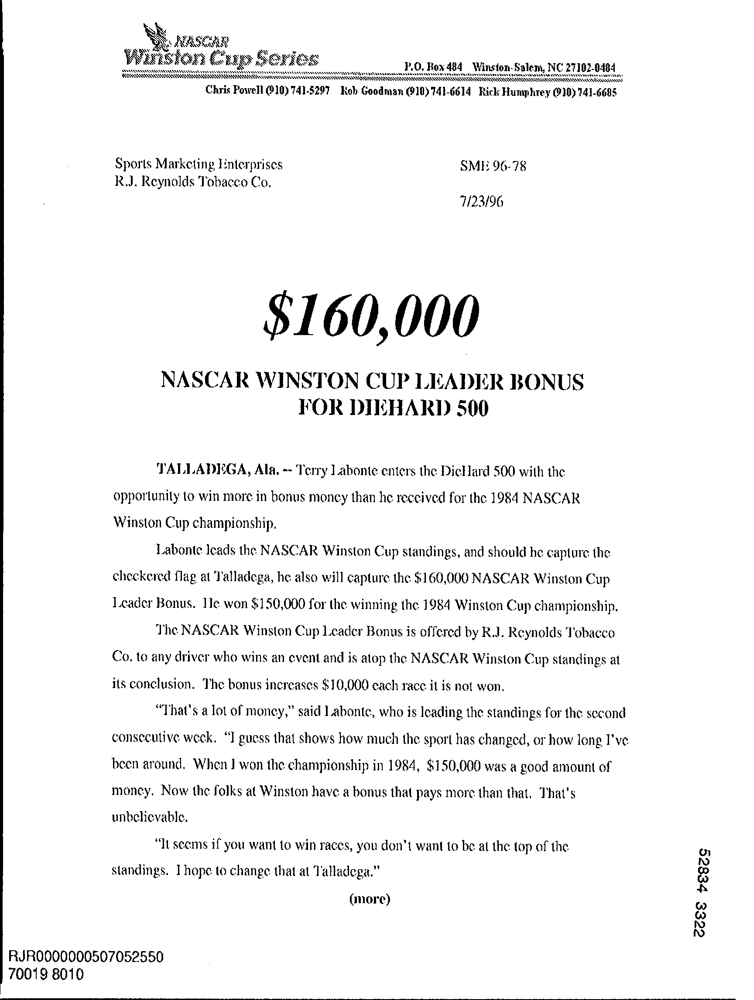 NASCAR
Winston Cup Series
P.O. Box 484 Winston-Salem, NC 27102-0484
Chris Powell (910) 741-5297 Rob Goodman (910) 741-6614 Rick Humphrey (910) 741-6685
Sports Marketing Enterprises
R.J. Reynolds Tobacco Co.
SME 96-78
7/23/96
$160,000
NASCAR WINSTON CUP LEADER BONUS
FOR DIEHARD 500
TALLADEGA, Ala. -- Terry Labonte enters the DieHard 500 with the
opportunity to win more in bonus money than he received for the 1984 NASCAR
Winston Cup championship.
Labonte leads the NASCAR Winston Cup standings, and should he capture the
checkered flag at Talladega, he also will capture the $160,000 NASCAR Winston Cup
Leader Bonus. He won $150,000 for the winning the 1984 Winston Cup championship.
The NASCAR Winston Cup Leader Bonus is offered by R.J. Reynolds Tobacco
Co. to any driver who wins an event and is atop the NASCAR Winston Cup standings at
its conclusion. The bonus increases $10,000 each race it is not won.
“That's a lot of money,” said Labonte, who is leading the standings for the second
consecutive week. “I guess that shows how much the sport has changed, or how long I've
been around. When I won the championship in 1984, $150,000 was a good amount of
money. Now the folks at Winston have a bonus that pays more than that. That's
unbelievable.
“It seems if you want to win races, you don't want to be at the top of the
standings. I hope to change that at Talladega.”
(more)
52834 3322
RJR0000000507052550
70019 8010